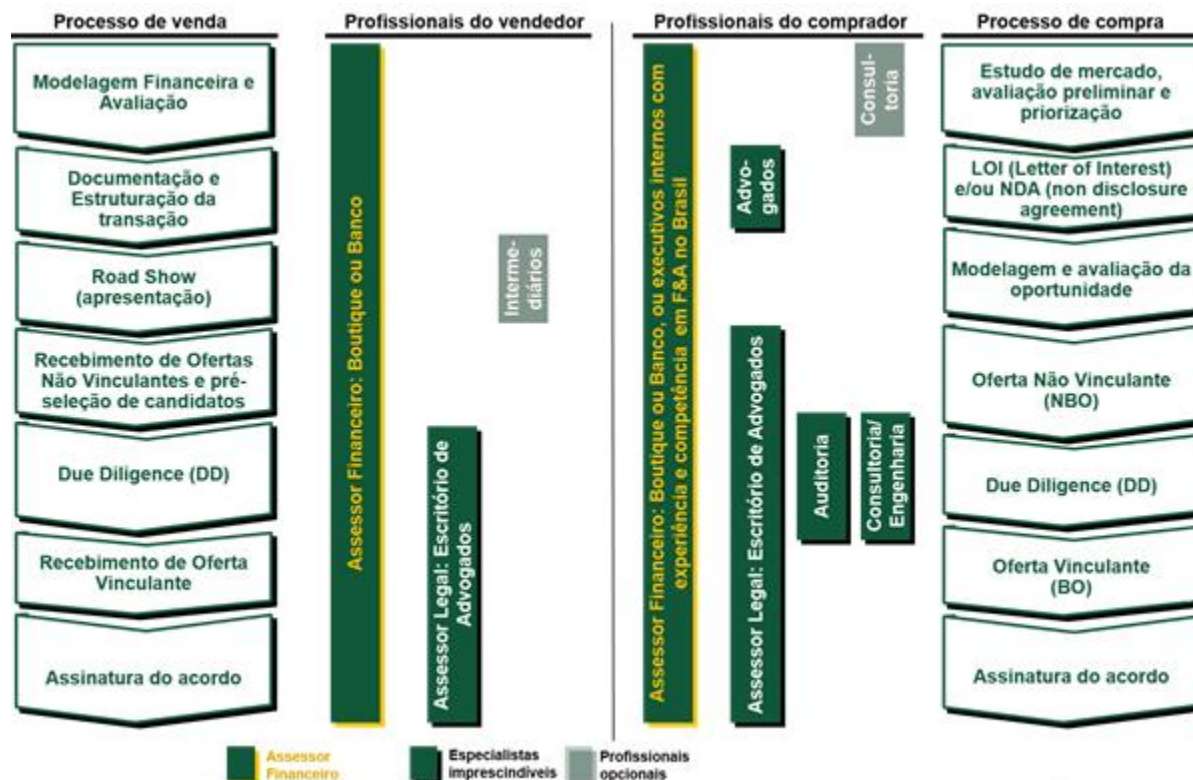 Processo de venda
Profissionais do vendedor
Profissionais do comprador
Processo de compra
Modelagem Financeira e
Avaliação
Documentação e
Estruturação da
transação
Road Show
(apresentação)
Recebimento de Ofertas
Não Vinculantes e pré-
seleção de candidatos
Due Diligence (DD)
Recebimento de Oferta
Vinculante
Assinatura do acordo
Assessor Financeiro: Boutique ou Banco
Assessor Legal: Escritório de
Advogados
Interme-
diários
Assessor Financeiro: Boutique ou Banco, ou executivos internos com
experiência e competência em F&A no Brasil
Advo-
gados
Assessor Legal: Escritório de Advogados
Auditoria
Consultoria/
Engenharia
Consul-
toria
Estudo de mercado,
avaliação preliminar e
priorização
LOI (Letter of Interest)
e/ou NDA (non disclosure
agreement)
Modelagem e avaliação da
oportunidade
Oferta Não Vinculante
(NBO)
Due Diligence (DD)
Oferta Vinculante
(BO)
Assinatura do acordo
Assessor
Financeiro
Especialistas
imprescindíveis
Profissionais
opcionais